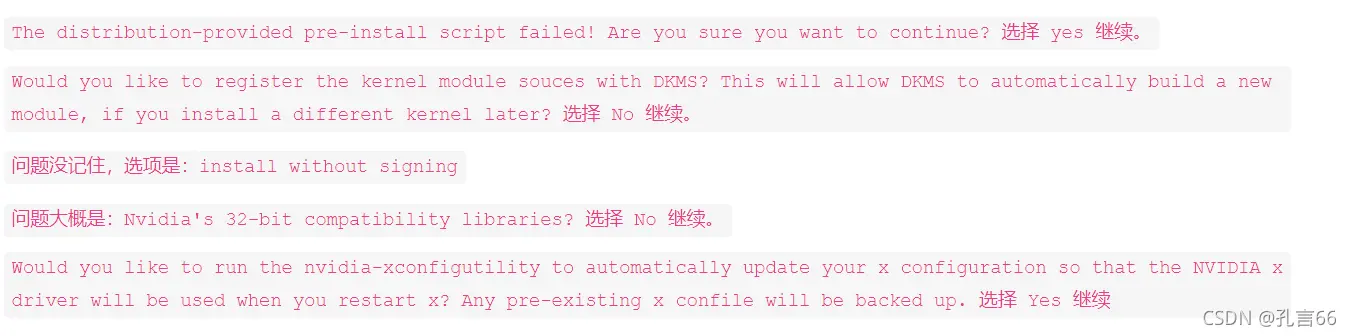 The distribution-provided pre-install script failed! Are you sure you want to continue? 选择 yes 继续。
Would you like to register the kernel module souces with DKMS? This will allow DKMS to automatically build a new
module, if you install a different kernel later? 选择 No 继续。
问题没记住，选项是：install without signing
问题大概是：Nvidia's 32-bit compatibility libraries? 选择 No 继续。
Would you like to run the nvidia-xconfigutility to automatically update your x configuration so that the NVIDIA x
driver will be used when you restart x? Any pre-existing x confile will be backed up. 选择 Yes 继续
CSDN @孔言66